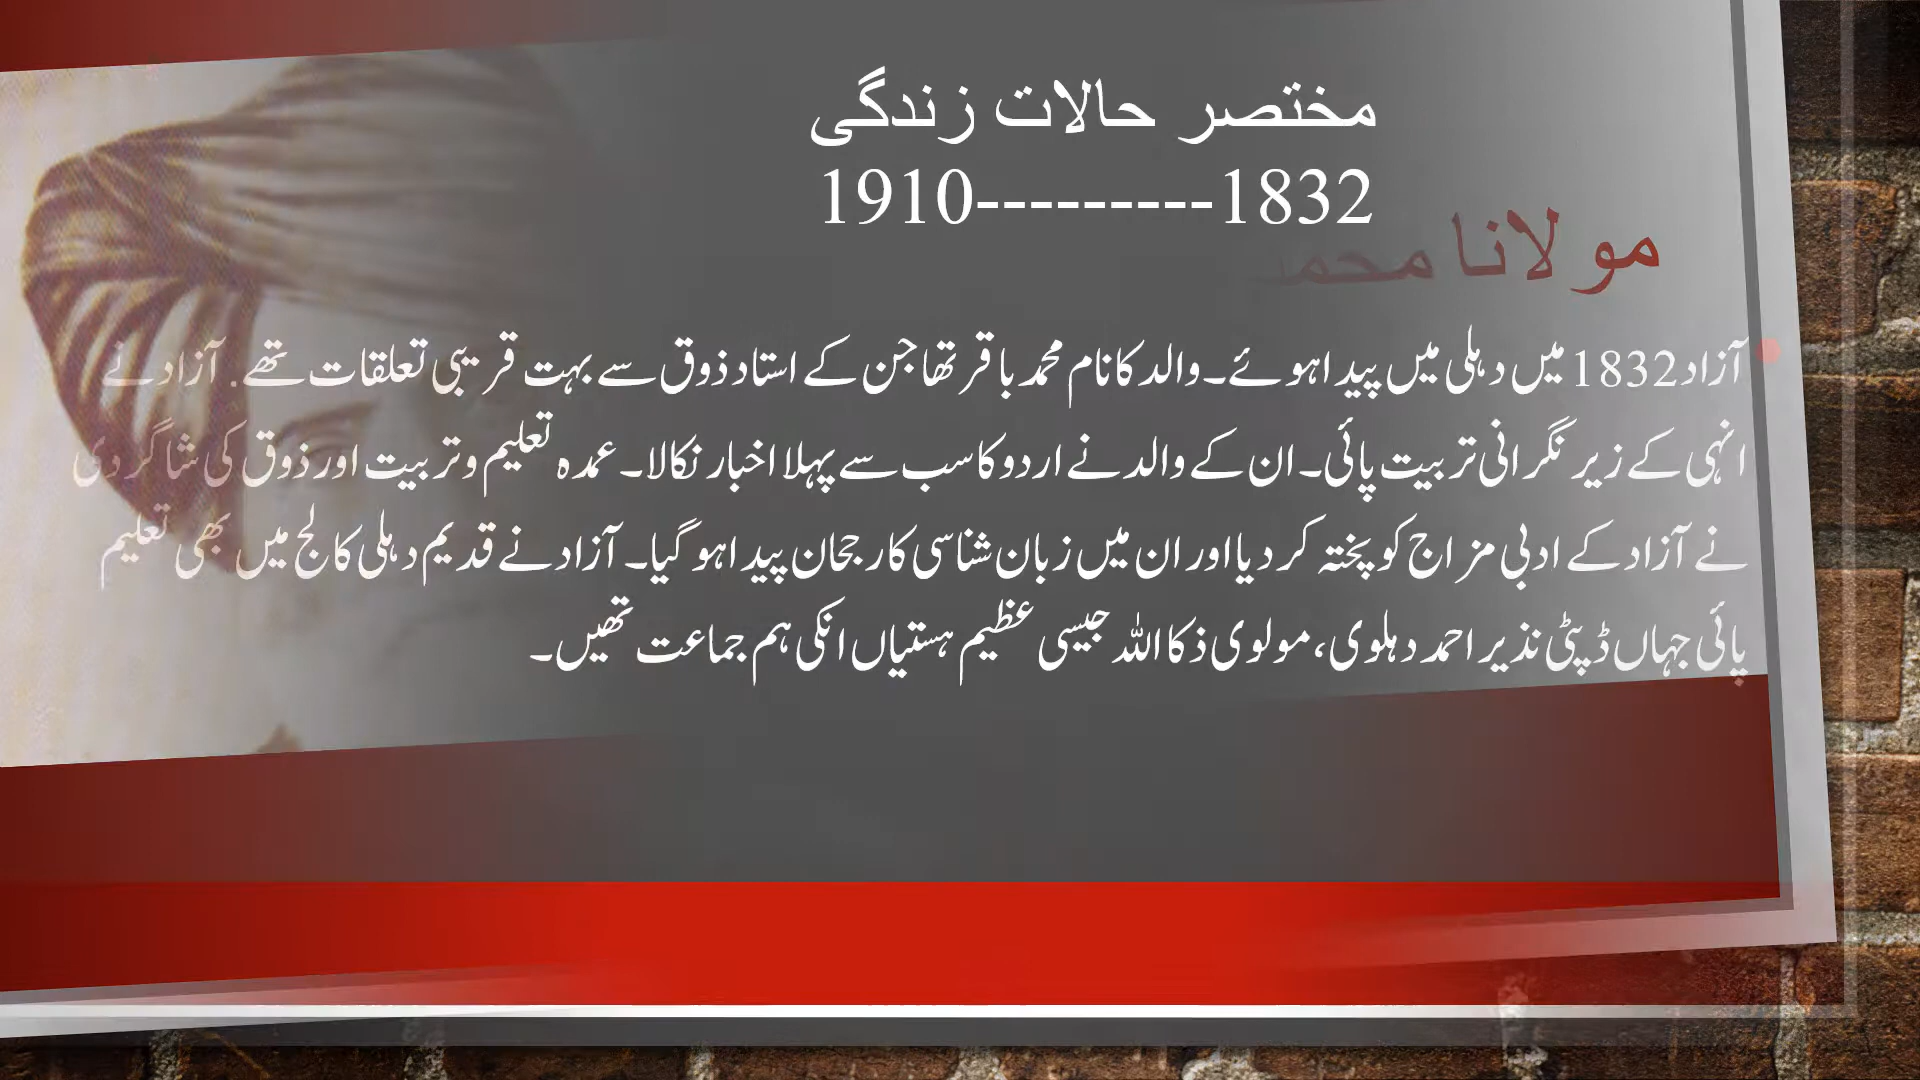 مختصر حالات زندگی
1832---------1910
مولانا محمد
آزاد1832 میں دہلی میں پیدا ہوئے۔ والد کا نام محمد باقر تھا جن کے استاد ذوق سے بہت قریبی تعلقات تھے. آزاد نے
انہی کے زیر نگرانی تربیت پائی۔ ان کے والد نے اردو کا سب سے پہلا اخبار نکالا۔ عمدہ تعلیم و تربیت اور ذوق کی شاگردی
نے آزاد کے ادبی مزاج کو پختہ کر دیا اور ان میں زبان شناسی کا رجحان پیدا ہو گیا۔ آزاد نے قدیم دہلی کالج میں بھی تعلیم
پائی جہاں ڈپٹی نذیر احمد دہلوی، مولوی ذکا اللہ جیسی عظیم ہستیاں انکی ہم جماعت تھیں۔